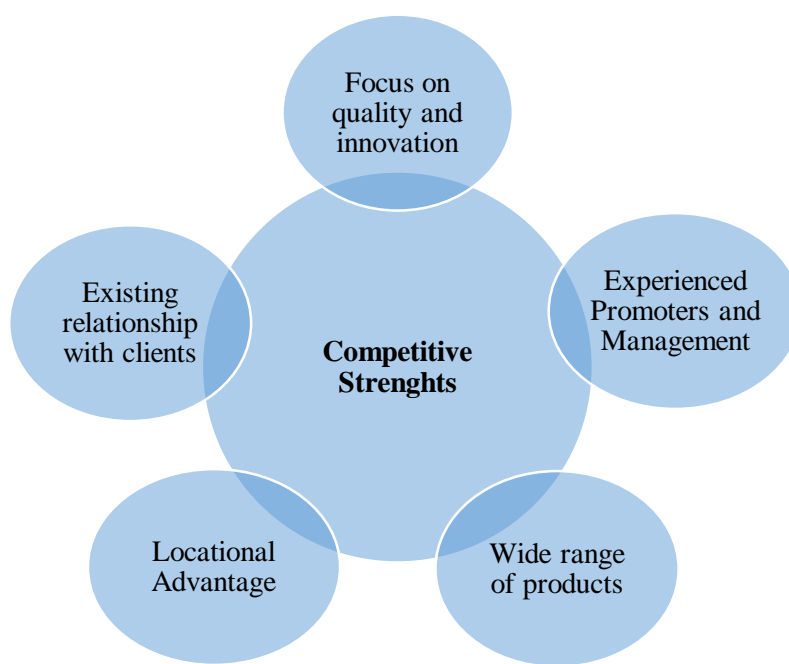 Focus on
quality and
innovation
Existing
relationship
with clients
Experienced
Promoters and
Management
Competitive
Strenghts
Locational
Advantage
Wide range
of products